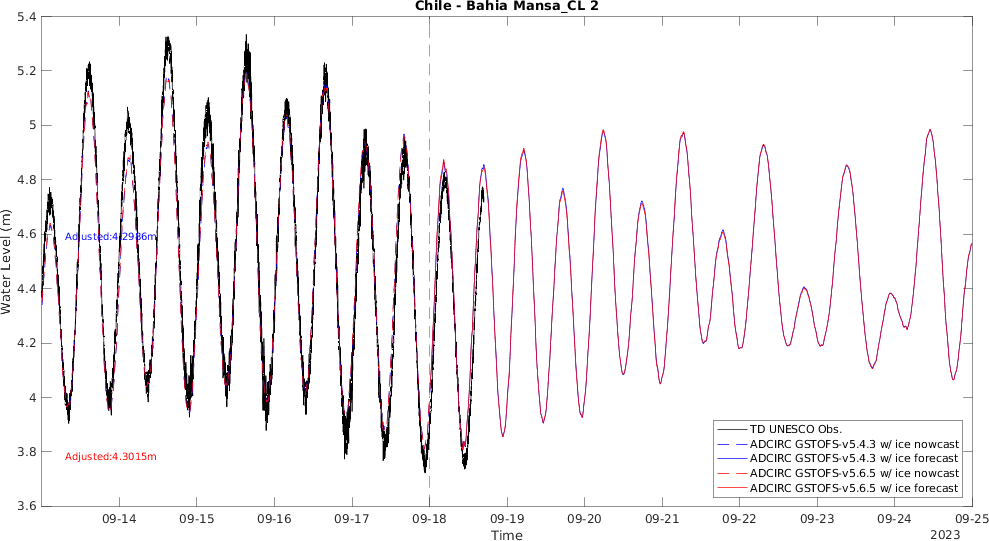 Chile - Bahia Mansa_CL 2
5.4
5.2
5
4.8
4.6
4.4
4.2
4
3.8
3.6
Water Level (m)
Adjusted:4.2986m
Adjusted:4.3015m
TD UNESCO Obs.
ADCIRC GSTOFS-v5.4.3 w/ ice nowcast
ADCIRC GSTOFS-v5.4.3 w/ ice forecast
ADCIRC GSTOFS-v5.6.5 w/ ice nowcast
ADCIRC GSTOFS-v5.6.5 w/ ice forecast
09-14 09-15 09-16 09-17 09-18 09-19 09-20 09-21 09-22 09-23 09-24 09-25
Time
2023